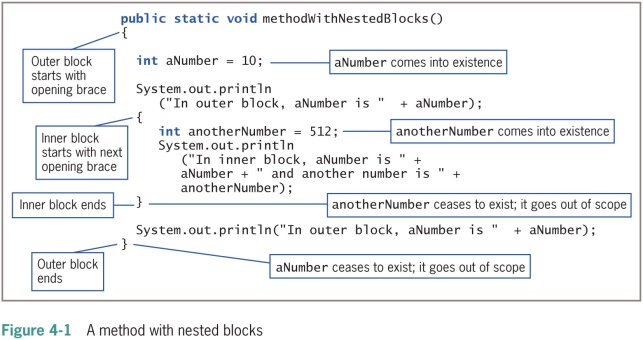 public static void methodWithNestedBlocks()
{
Outer block
starts with
opening brace
int aNumber = 10;
aNumber comes into existence
System.out.println
("In outer block, aNumber is "  + aNumber);
{
Inner block
starts with next
opening brace
int anotherNumber = 512;
anotherNumber comes into existence
System.out.println
("In inner block, aNumber is " +
aNumber + " and another number is " +
anotherNumber);
Inner block ends
}
anotherNumber ceases to exist; it goes out of scope
System.out.println("In outer block, aNumber is "  + aNumber);
}
Outer block
ends
aNumber ceases to exist; it goes out of scope
Figure 4-1 A method with nested blocks